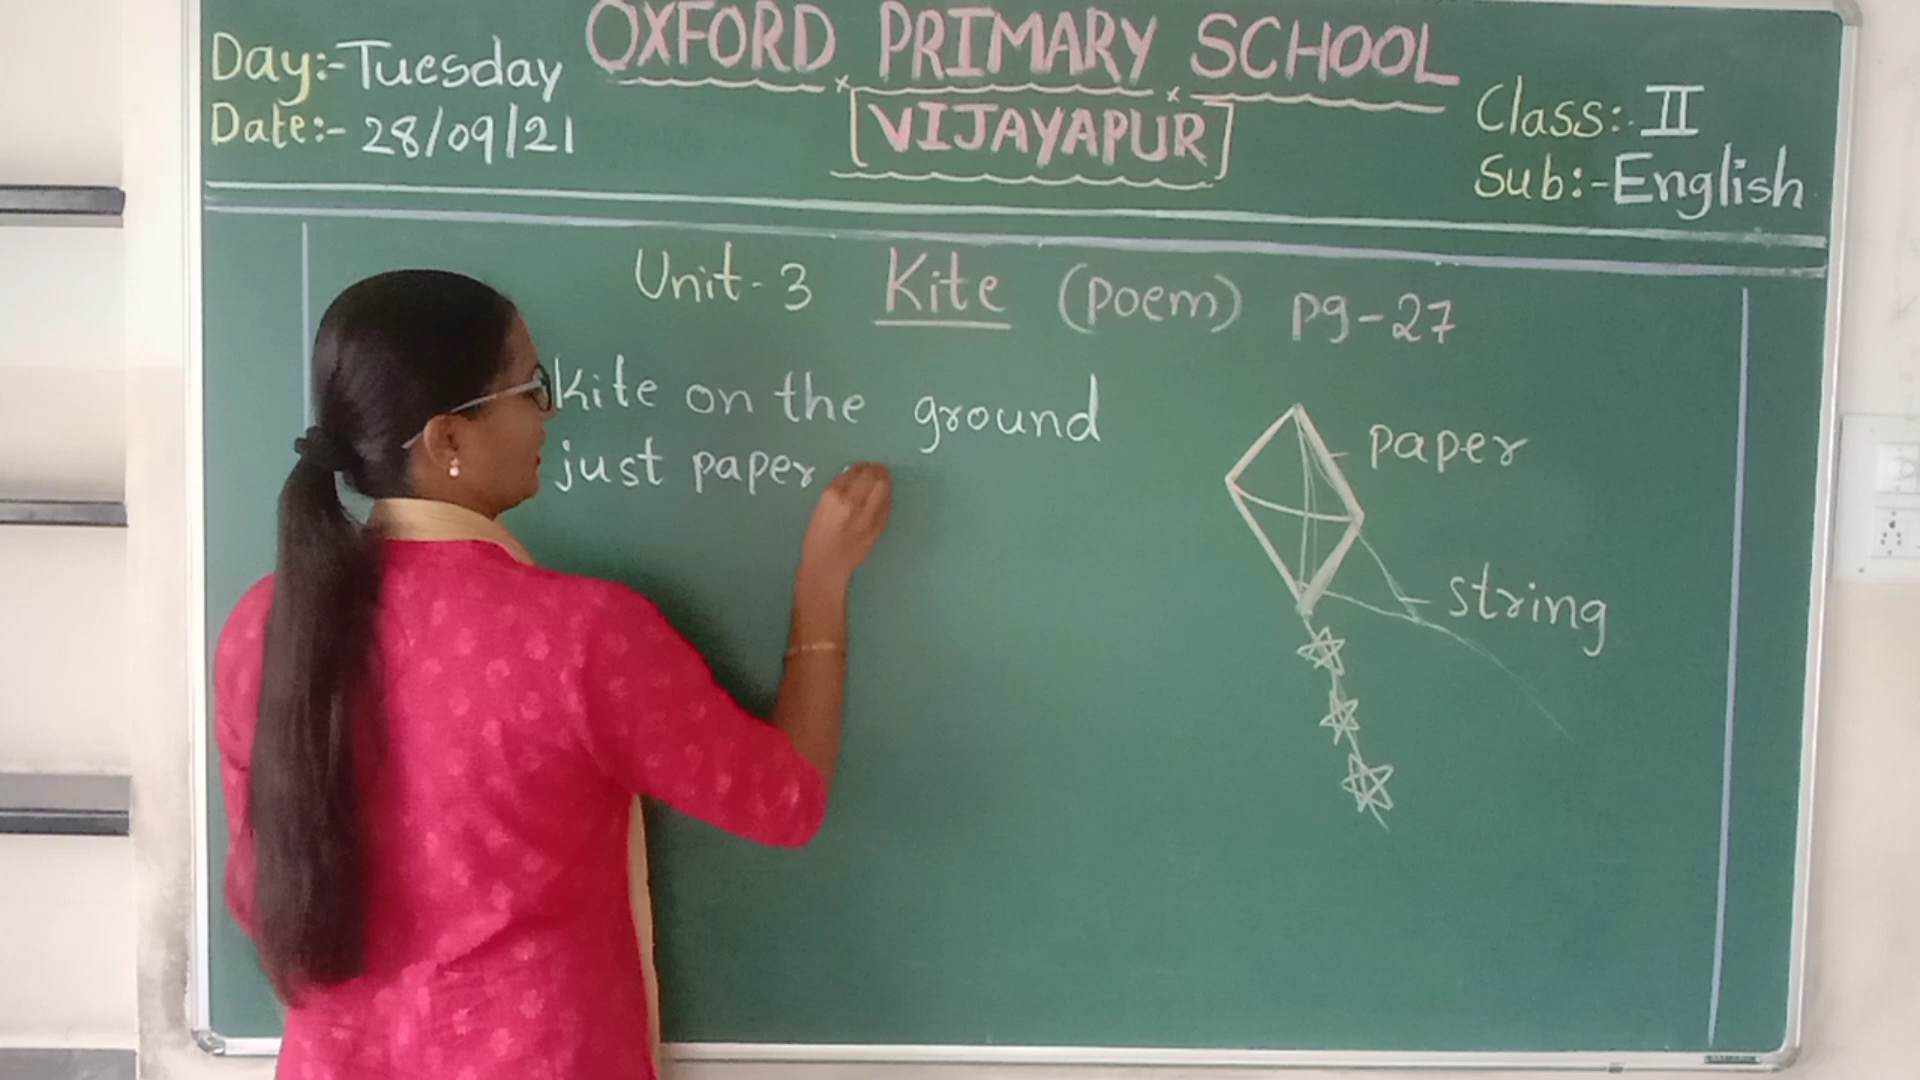 OXFORD PRIMARY SCHOOL
[VIJAYAPUR]
Day:-Tuesday
Date:- 28/09/21
Class:- II
Sub:-English
Unit-3 Kite (poem) pg-27
kite on the ground
just paper
paper
string